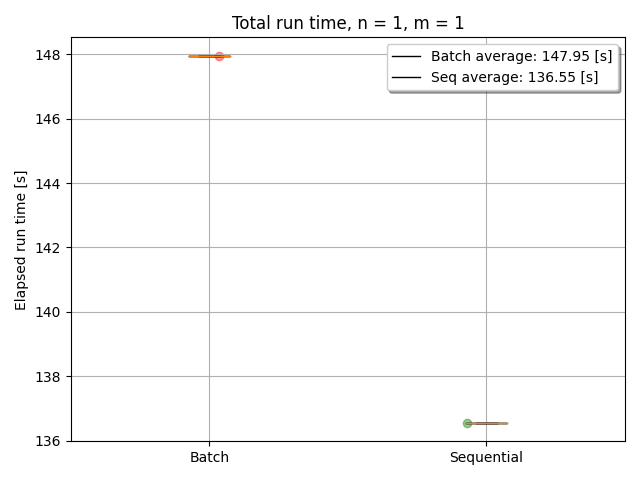 Total run time, n = 1, m = 1
Batch average: 147.95 [s]
Seq average: 136.55 [s]
Elapsed run time [s]
148
146
144
142
140
138
136
Batch
Sequential